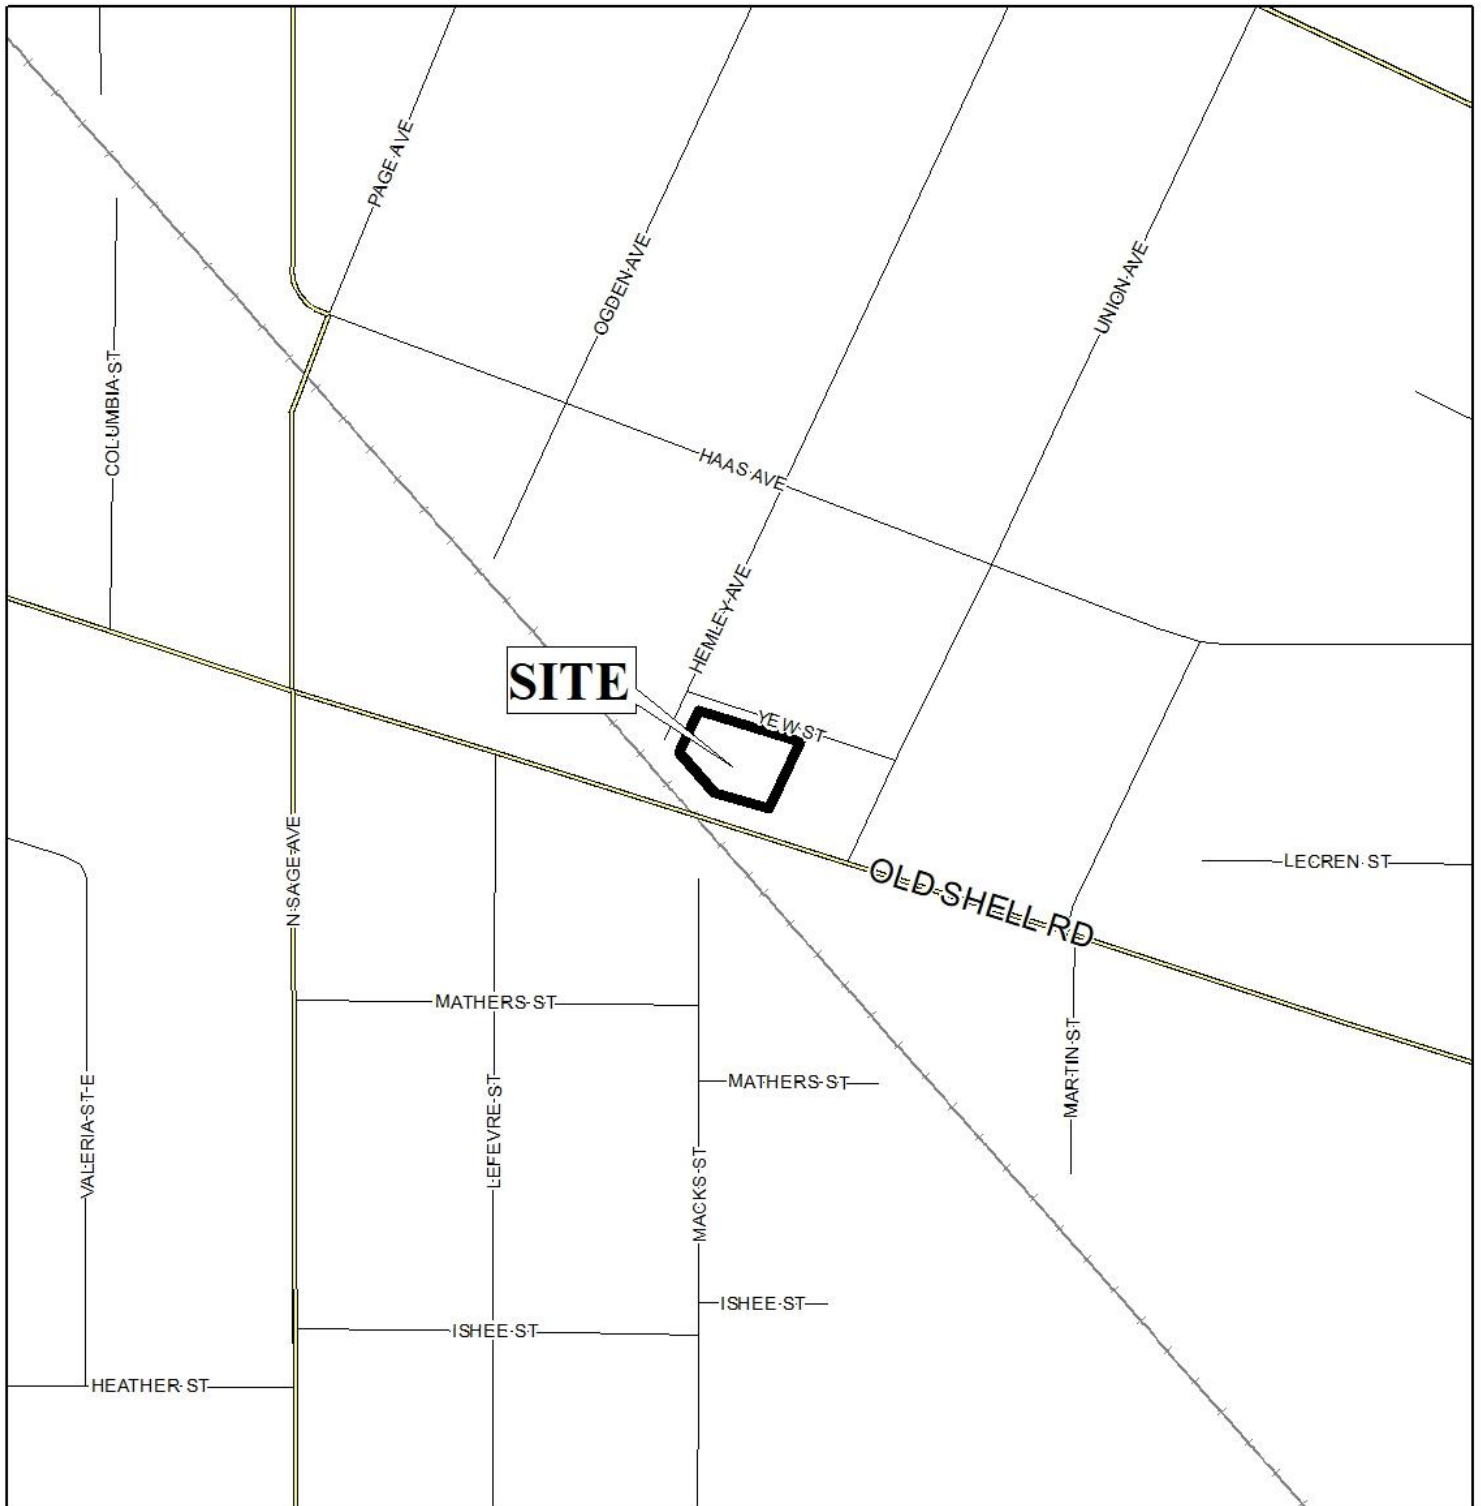 PAGE AVE
OGDEN AVE
UNION AVE
COLUMBIA ST
HAAS AVE
HEMLEY AVE
SITE
YEW ST
N SAGE AVE
OLD SHELL RD
LECREN ST
MATHERS ST
MATHERS ST
MARTIN ST
VALERIA ST E
LEFEVRE ST
MACKS ST
ISHEE ST
ISHEE ST
HEATHER ST